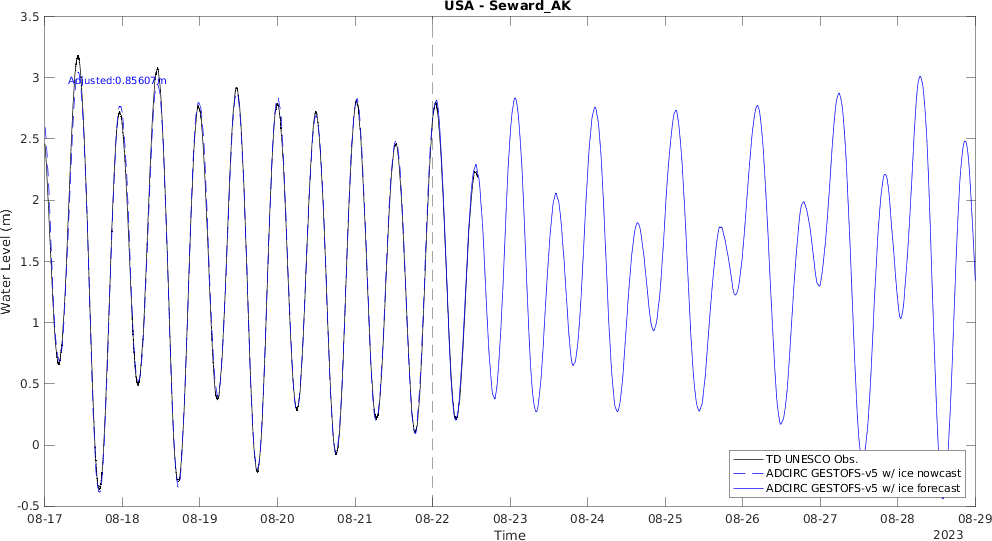 USA - Seward_AK
3.5
3
2.5
2
1.5
1
0.5
0
-0.5
Water Level (m)
Adjusted:0.85607m
TD UNESCO Obs.
ADCIRC GESTOFS-v5 w/ ice nowcast
ADCIRC GESTOFS-v5 w/ ice forecast
08-17 08-18 08-19 08-20 08-21 08-22 08-23 08-24 08-25 08-26 08-27 08-28 08-29
Time
2023